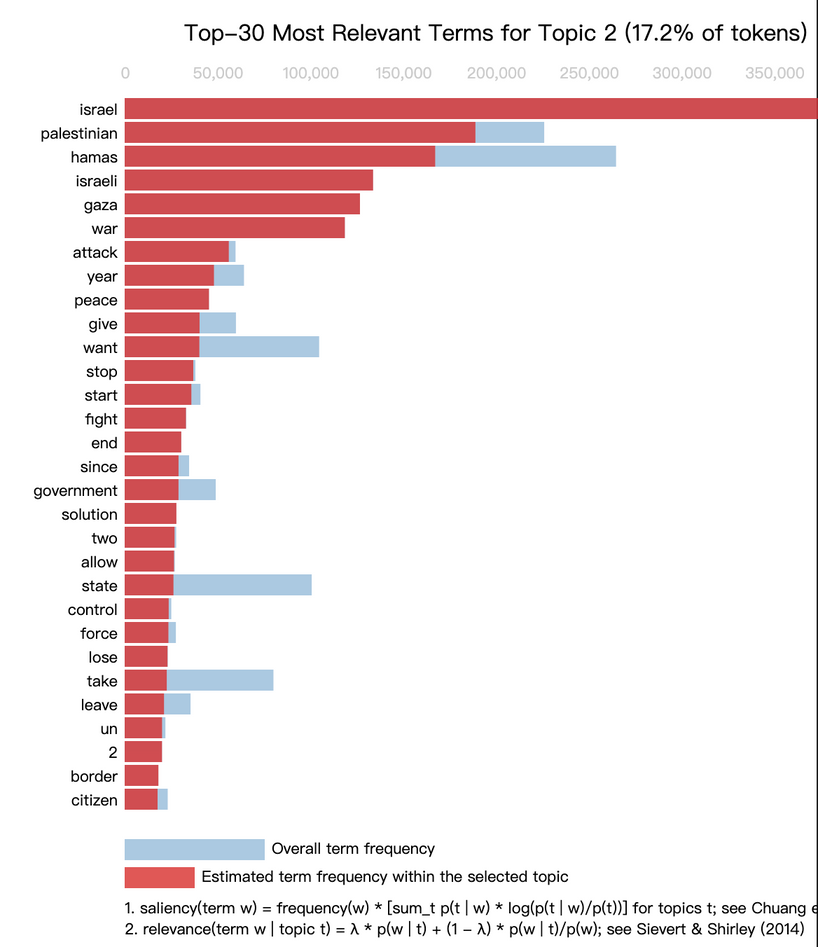 Top-30 Most Relevant Terms for Topic 2 (17.2% of tokens)
0 50,000 100,000 150,000 200,000 250,000 300,000 350,000
israel
palestinian
hamas
israeli
gaza
war
attack
year
peace
give
want
stop
start
fight
end
since
government
solution
two
allow
state
control
force
lose
take
leave
un
2
border
citizen
Overall term frequency
Estimated term frequency within the selected topic
1. saliency(term w) = frequency(w) * [sum_t p(t | w) * log(p(t | w)/p(t))] for topics t; see Chuang e
2. relevance(term w | topic t) = λ * p(w | t) + (1 - λ) * p(w | t)/p(w); see Sievert & Shirley (2014)